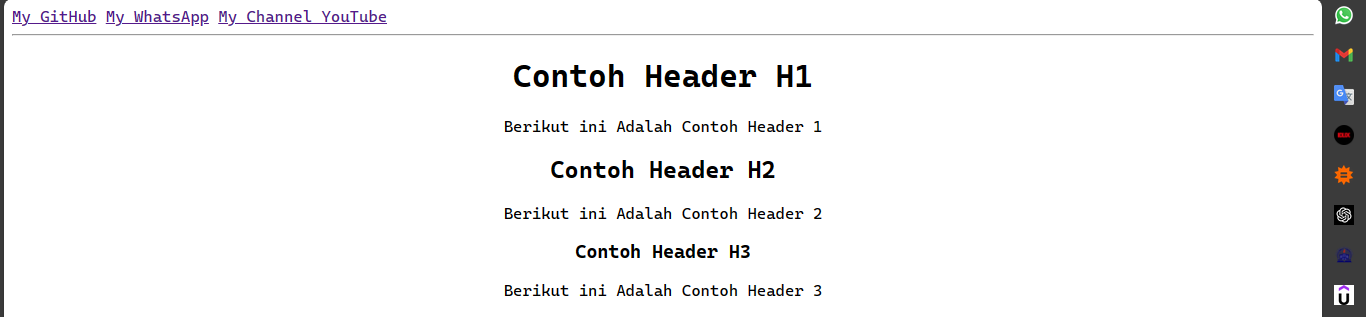 My GitHub My WhatsApp My Channel YouTube
Contoh Header H1
Berikut ini Adalah Contoh Header 1
Contoh Header H2
Berikut ini Adalah Contoh Header 2
Contoh Header H3
Berikut ini Adalah Contoh Header 3